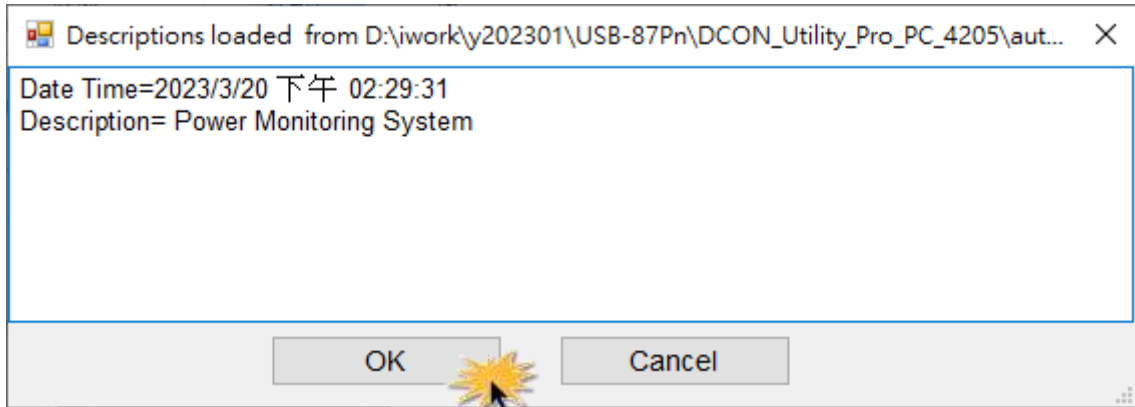 Descriptions loaded  from D:\iwork\y202301\USB-87Pn\DCON_Utility_Pro_PC_4205\aut...
Date Time=2023/3/20 下午 02:29:31
Description= Power Monitoring System
OK
Cancel